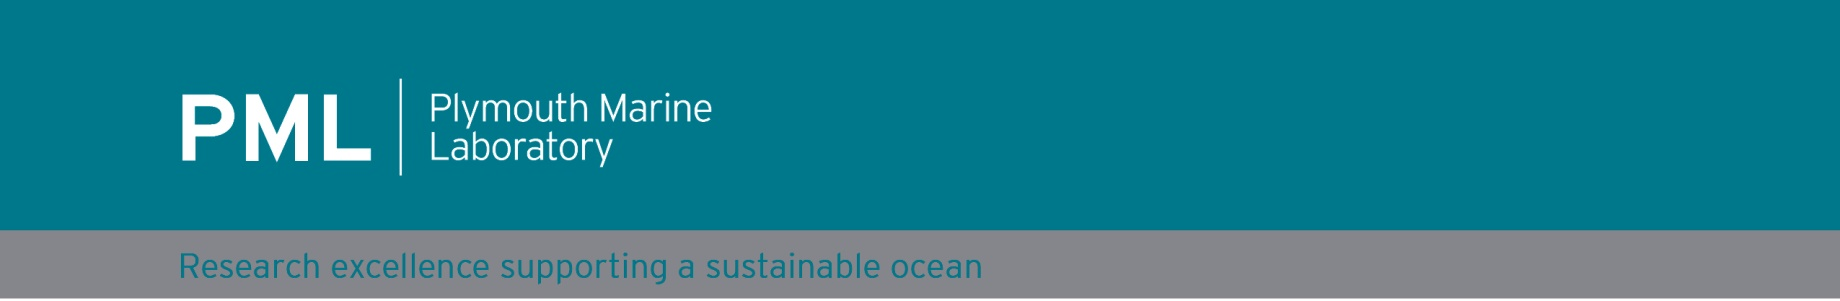 PML
Plymouth Marine
Laboratory
Research excellence supporting a sustainable ocean